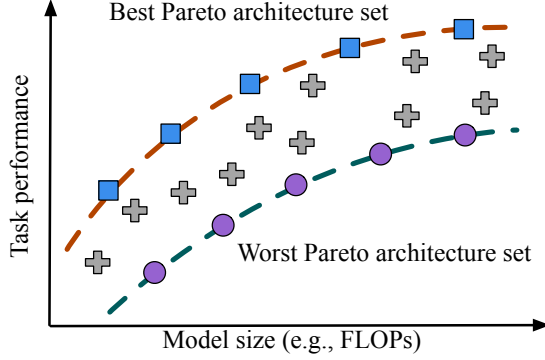 Best Pareto architecture set
Task performance
Worst Pareto architecture set
Model size (e.g., FLOPs)